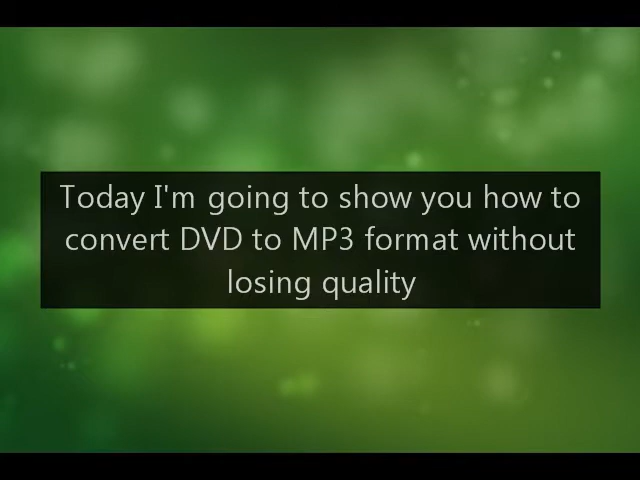 Today I'm going to show you how to
convert DVD to MP3 format without
losing quality